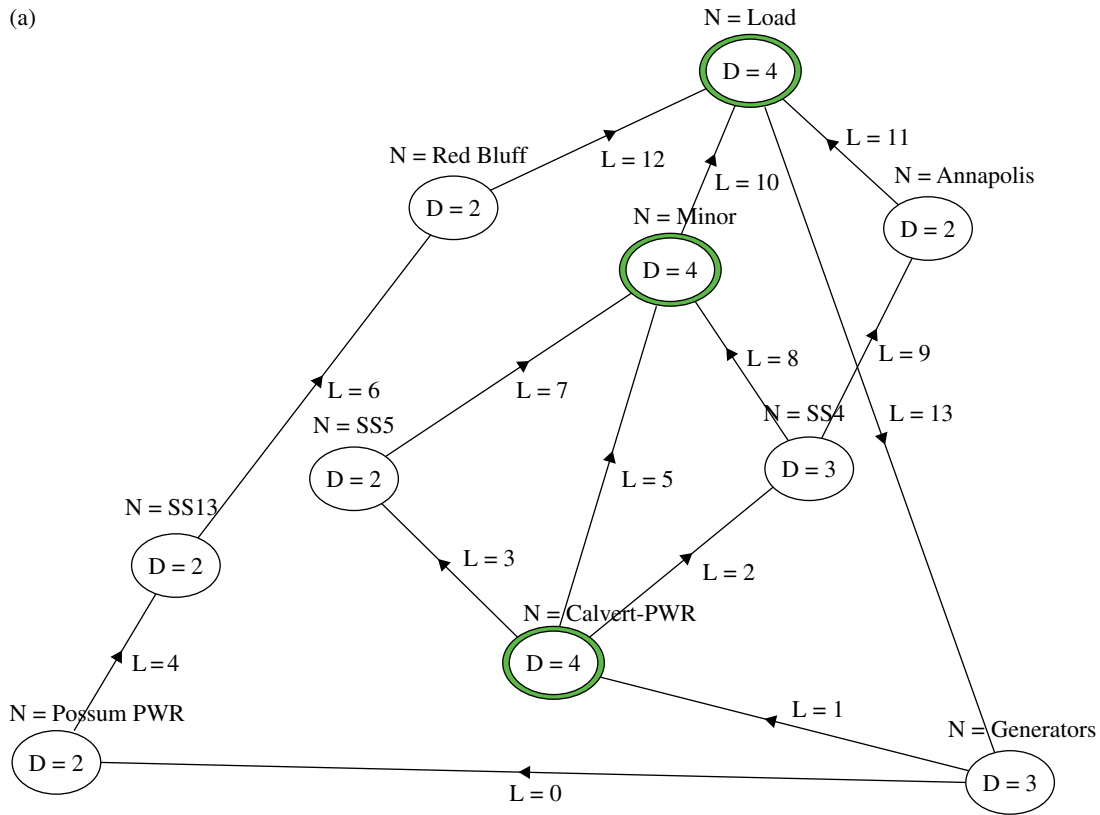 (a)
N = Load
D = 4
L = 11
N = Red Bluff
L = 12
L = 10
N = Annapolis
D = 2
N = Minor
D = 2
D = 4
L = 8
L = 9
L = 6
L = 7
N = SS5
N = SS4
L = 13
D = 2
L = 5
D = 3
N = SS13
D = 2
L = 3
L = 2
N = Calvert-PWR
D = 4
L = 4
N = Possum PWR
L = 1
N = Generators
D = 2
D = 3
L = 0